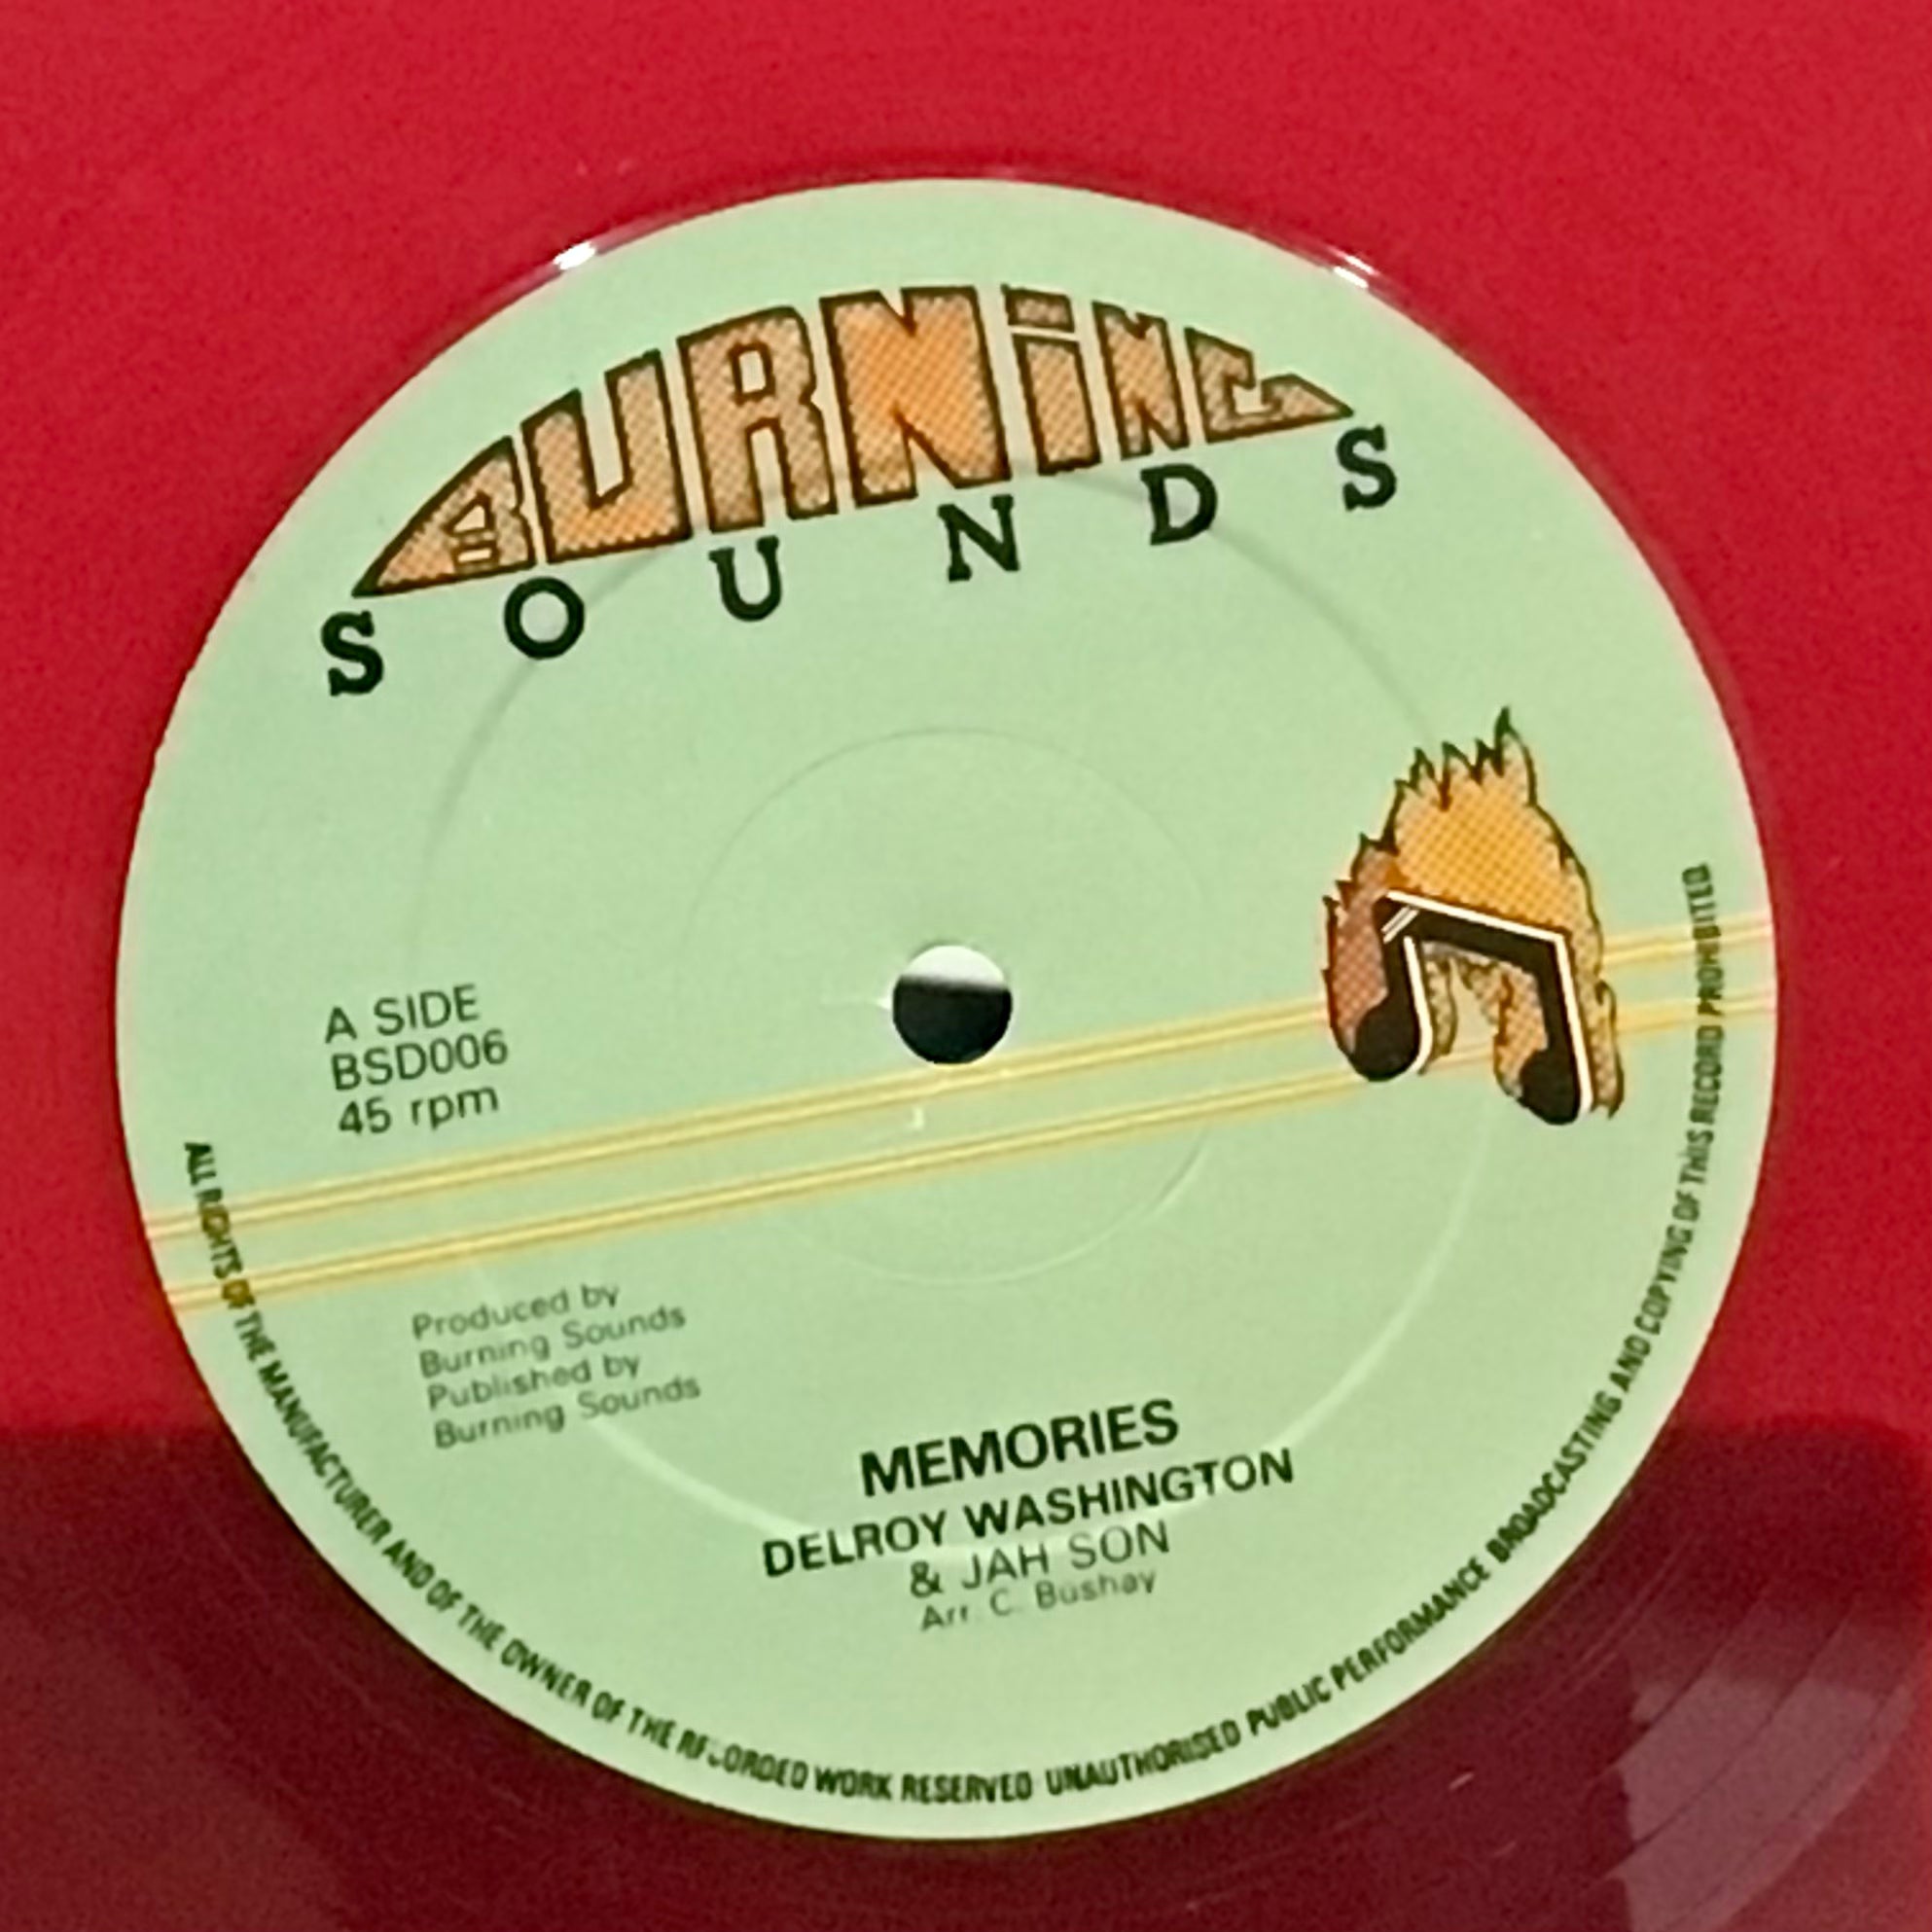 BURNiNG
SOUNDS
A SIDE
BSD006
45 rpm
Produced by
Burning Sounds
Published by
Burning Sounds
MEMORIES
DELROY WASHINGTON
& JAH SON
Arr. C. Bushay
ALL RIGHTS OF THE MANUFACTURER AND OF THE OWNER OF THE RECORDED WORK RESERVED UNAUTHORISED PUBLIC PERFORMANCE BROADCASTING AND COPYING OF THIS RECORD PROHIBITED